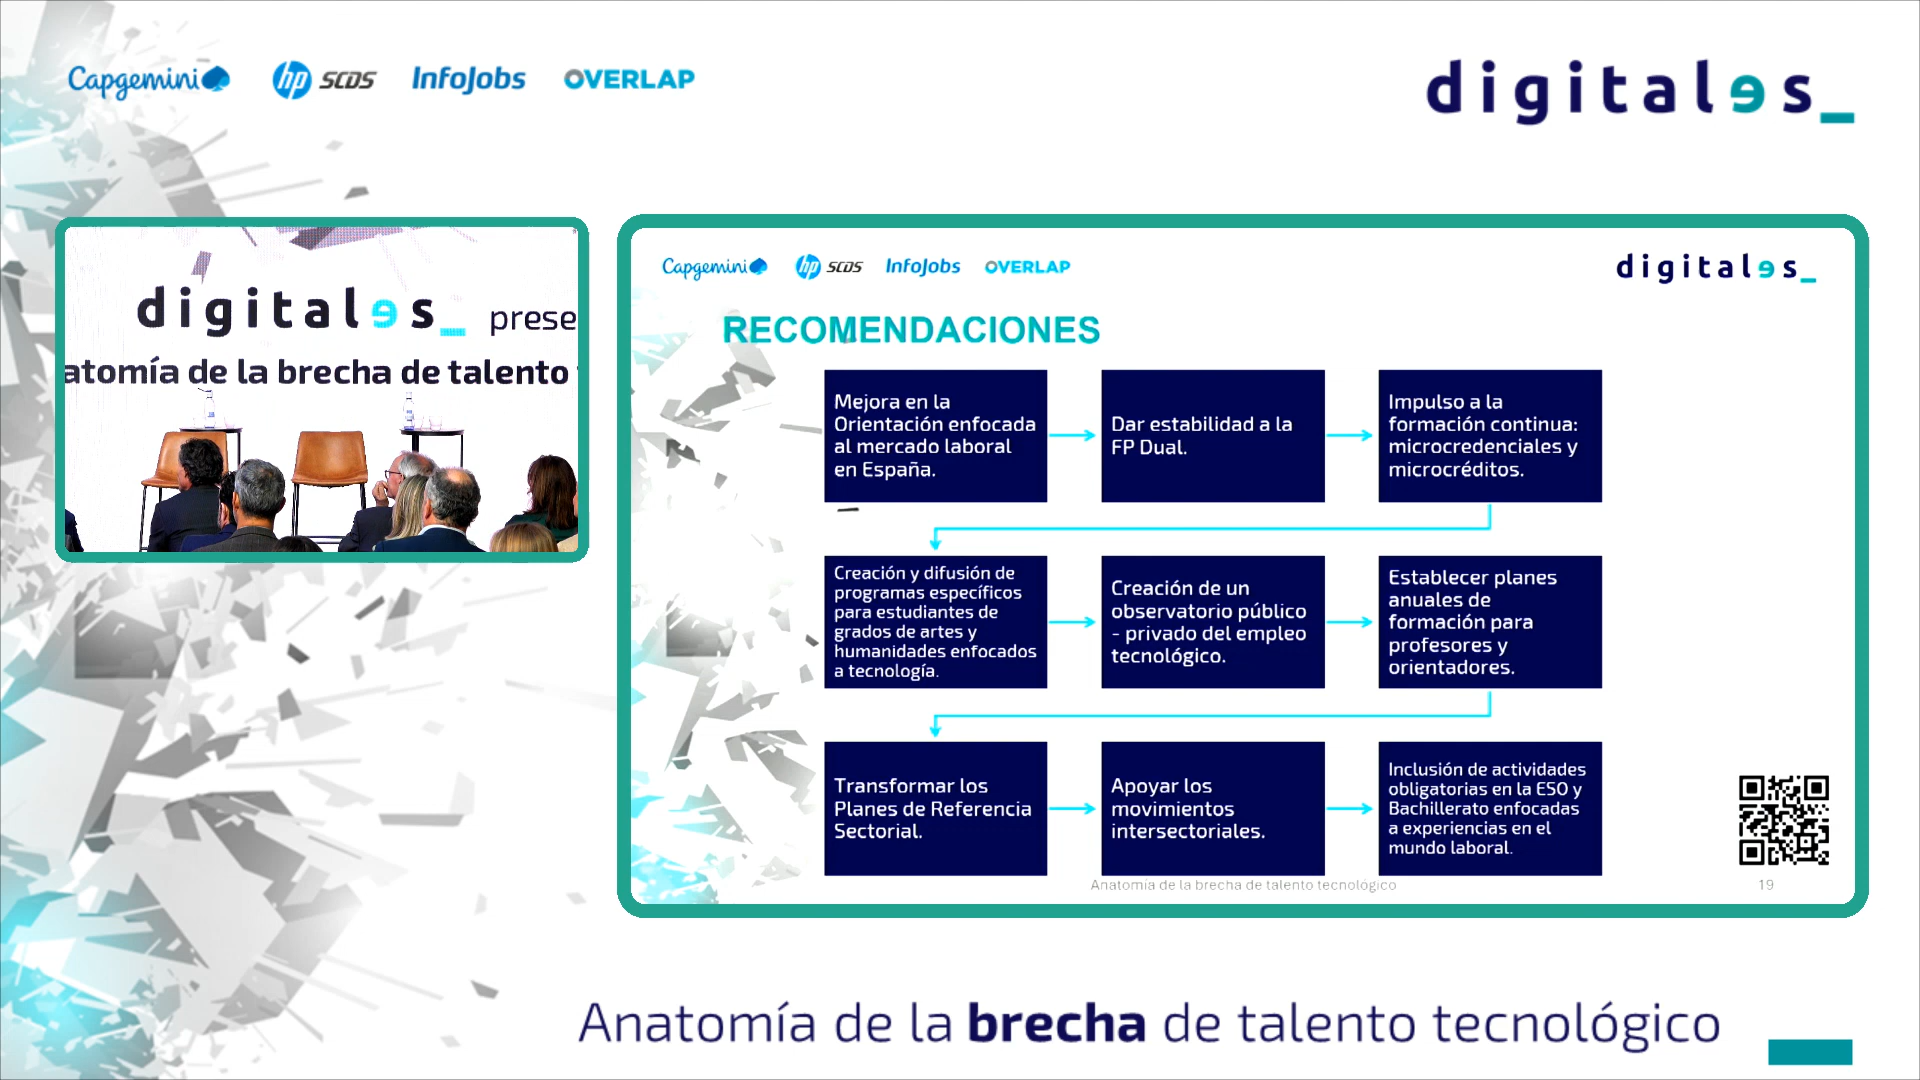 Capgemini hp SCDS InfoJobs OVERLAP
digitales_
digitales_ prese
atomía de la brecha de talento
Capgemini hp SCDS InfoJobs OVERLAP
digitales_
RECOMENDACIONES
Mejora en la
Orientación enfocada
al mercado laboral
en España.
Dar estabilidad a la
FP Dual.
Impulso a la
formación continua:
microcredenciales y
microcréditos.
Creación y difusión de
programas específicos
para estudiantes de
grados de artes y
humanidades enfocados
a tecnología.
Creación de un
observatorio público
- privado del empleo
tecnológico.
Establecer planes
anuales de
formación para
profesores y
orientadores.
Transformar los
Planes de Referencia
Sectorial.
Apoyar los
movimientos
intersectoriales.
Inclusión de actividades
obligatorias en la ESO y
Bachillerato enfocadas
a experiencias en el
mundo laboral.
Anatomía de la brecha de talento tecnológico
19
Anatomía de la brecha de talento tecnológico